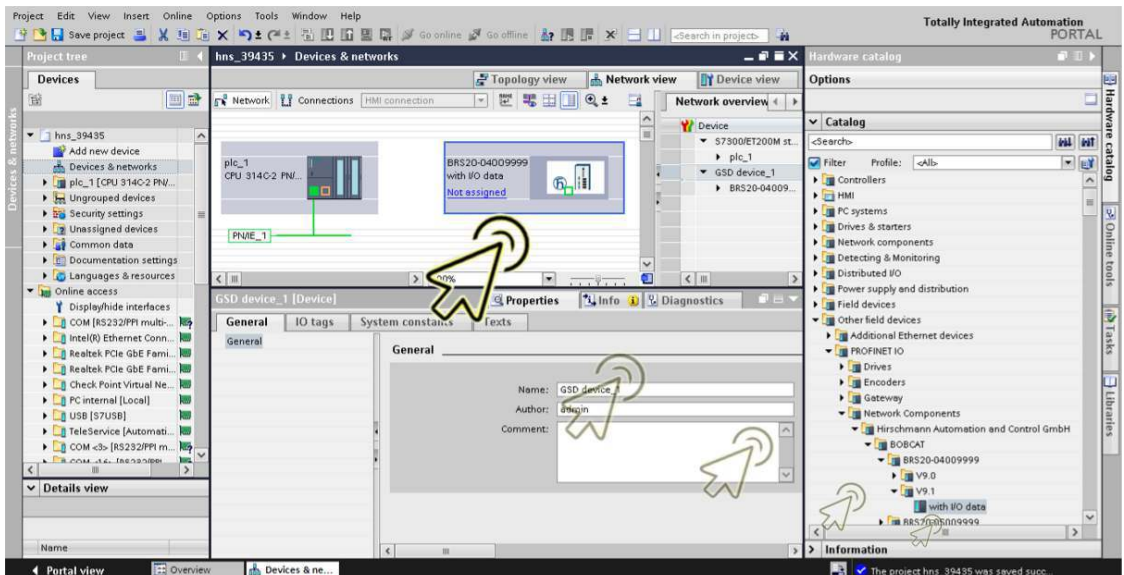 Project Edit View Insert Online Options Tools Window Help
Totally Integrated Automation
PORTAL
Save project Go online Go offline <Search in project>
Project tree
Devices
hns_39435
Add new device
Devices & networks
plc_1 [CPU 314C-2 PN/...
Ungrouped devices
Security settings
Unassigned devices
Common data
Documentation settings
Languages & resources
Online access
Display/hide interfaces
COM [RS232/PPI multi-...
Intel(R) Ethernet Conn...
Realtek PCIe GbE Fami...
Realtek PCIe GbE Fami...
Check Point Virtual Ne...
PC internal [Local]
USB [S7USB]
TeleService [Automati...
COM <3> [RS232/PPI m...
COM <16> [RS232/PPI
Details view
Name
Devices & networks
hns_39435 Devices & networks
Topology view Network view Device view
Network Connections HMI connection
Network overview
plc_1
CPU 314C-2 PN/...
BRS20-04009999
with I/O data
Not assigned
PN/IE_1
Device
S7300/ET200M st...
plc_1
GSD device_1
BRS20-04009...
GSD device_1 [Device]
Properties Info Diagnostics
General IO tags System constants Texts
General
General
Name: GSD device_1
Author: admin
Comment:
Hardware catalog
Options
Catalog
<Search>
Filter Profile: <All>
Controllers
HMI
PC systems
Drives & starters
Network components
Detecting & Monitoring
Distributed I/O
Power supply and distribution
Field devices
Other field devices
Additional Ethernet devices
PROFINET IO
Drives
Encoders
Gateway
Network Components
Hirschmann Automation and Control GmbH
BOBCAT
BRS20-04009999
V9.0
V9.1
with I/O data
BRS20-05009999
Information
Hardware catalog
Online tools
Tasks
Libraries
Portal view Overview Devices & ne...
The project hns_39435 was saved succ...